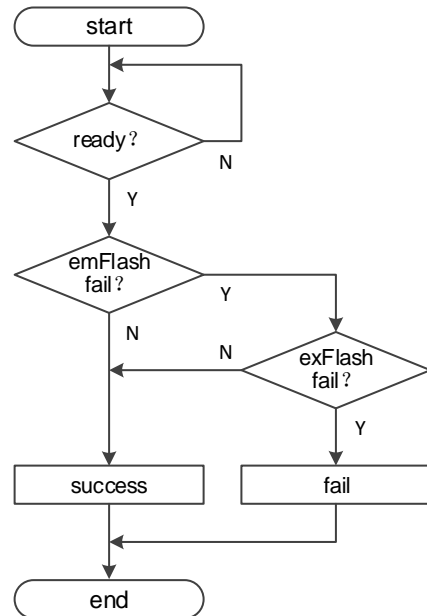 start
ready？
N
Y
emFlash
fail？
Y
N
N
exFlash
fail？
Y
success
fail
end